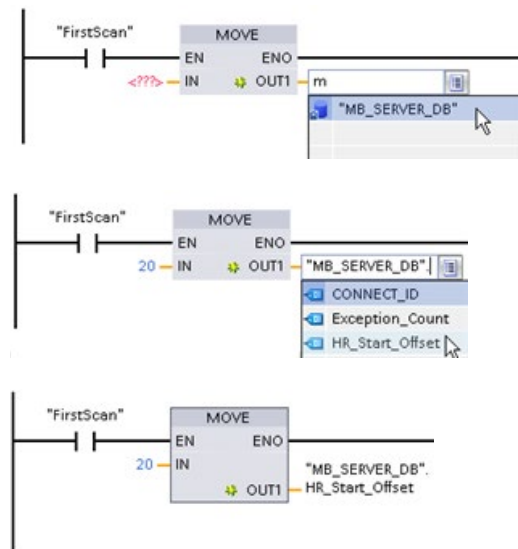 "FirstScan"
MOVE
EN ENO
<???> IN OUT1 m
"MB_SERVER_DB"
"FirstScan"
MOVE
EN ENO
20 IN OUT1 "MB_SERVER_DB".
CONNECT_ID
Exception_Count
HR_Start_Offset
"FirstScan"
MOVE
EN ENO
20 IN
"MB_SERVER_DB".
OUT1 HR_Start_Offset